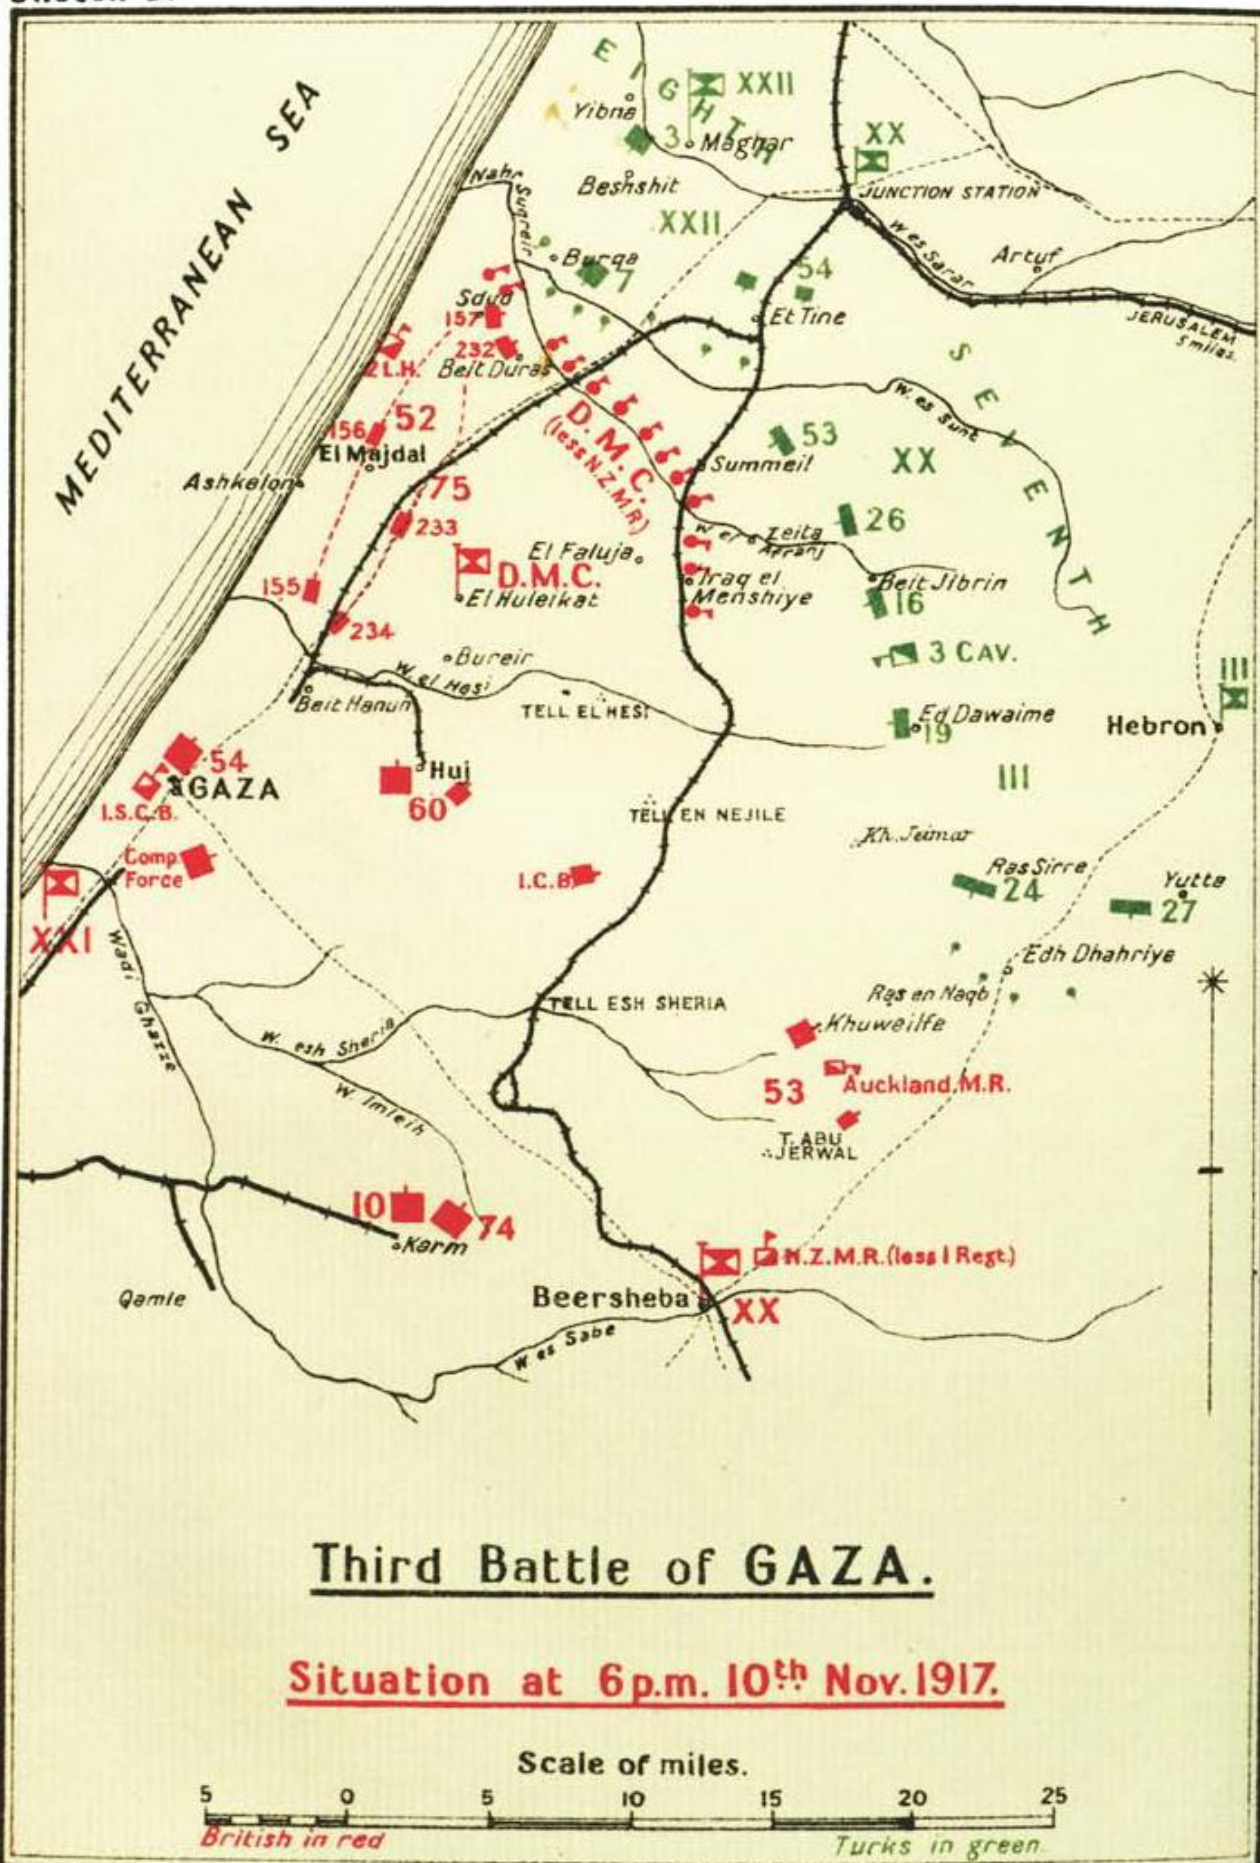 MEDITERRANEAN SEA
EIGHTH
XXII
Yibna
3
Maghar
XX
Beshshit
JUNCTION STATION
Nahr Suqreir
XXII
W es Sarar
Artuf
Burqa
7
54
Sdud
157
Et Tine
JERUSALEM
5 miles.
232
2 L.H.
Beit Duras
SEVENTH
D.M.C.
(less N.Z.M.R)
W. es Sunt
156
52
53
El Majdal
Summeil
XX
Ashkelon
75
233
26
W el
Zeita
El Faluja
D.M.C.
Iraq el
Menshiye
Beit Jibrin
155
El Huleikat
16
234
3 CAV.
Bureir
W. el Hesi
III
Beit Hanun
TELL EL HESI
Ed Dawaime
19
Hebron
54
GAZA
Huj
III
I.S.C.B.
60
TELL EN NEJILE
Kh. Jeimar
Comp.
Force
I.C.B.
Ras Sirre
24
Yutta
27
XXI
Wadi Ghazze
Edh Dhahriye
Ras en Naqb
TELL ESH SHERIA
Khuweilfe
W. esh Sheria
53
Auckland M.R.
W. Imleih
T. ABU
JERWAL
10
74
Karm
N.Z.M.R. (less 1 Regt.)
Qamle
Beersheba
XX
W es Sabe
Third Battle of GAZA.
Situation at 6 p.m. 10th Nov. 1917.
Scale of miles.
5 0 5 10 15 20 25
British in red
Turks in green